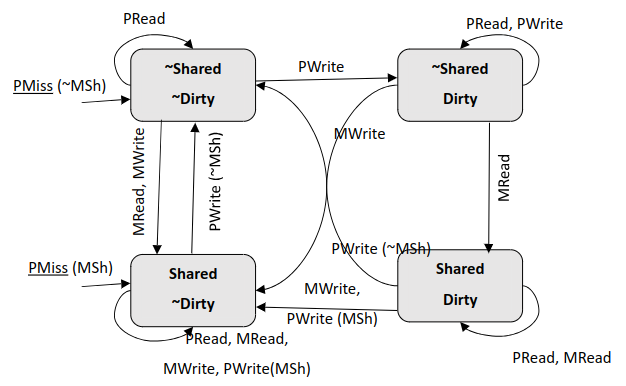 PRead
PRead, PWrite
~Shared
~Dirty
PWrite
~Shared
Dirty
PMiss (~MSh)
MRead, MWrite
PWrite (~MSh)
MWrite
MRead
PWrite (~MSh)
PMiss (MSh)
Shared
~Dirty
MWrite,
PWrite (MSh)
Shared
Dirty
PRead, MRead,
MWrite, PWrite(MSh)
PRead, MRead